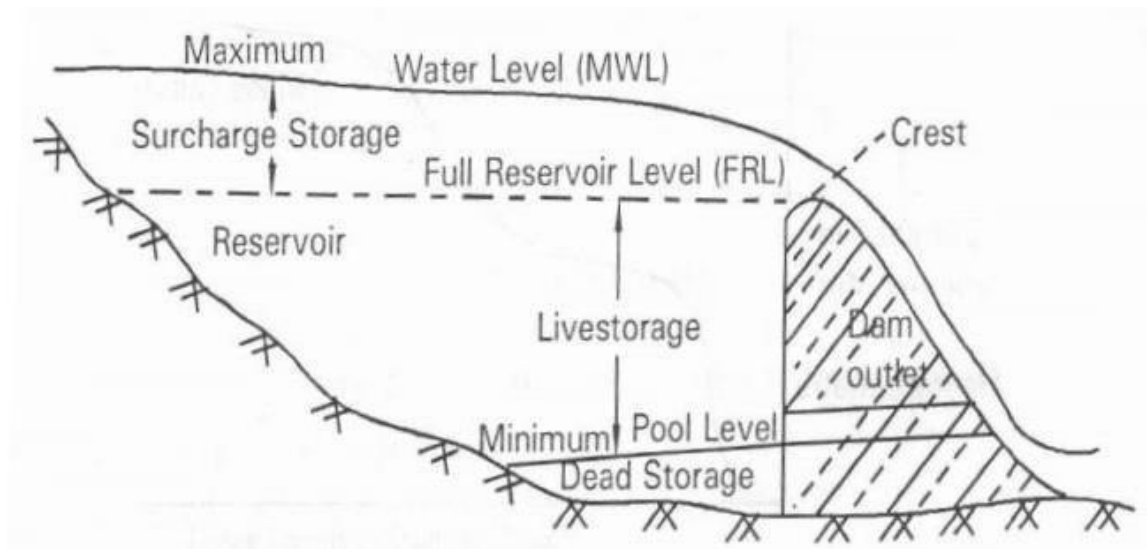 Maximum Water Level (MWL)
Surcharge Storage
Crest
Full Reservoir Level (FRL)
Reservoir
Livestorage
Dam
outlet
Minimum Pool Level
Dead Storage